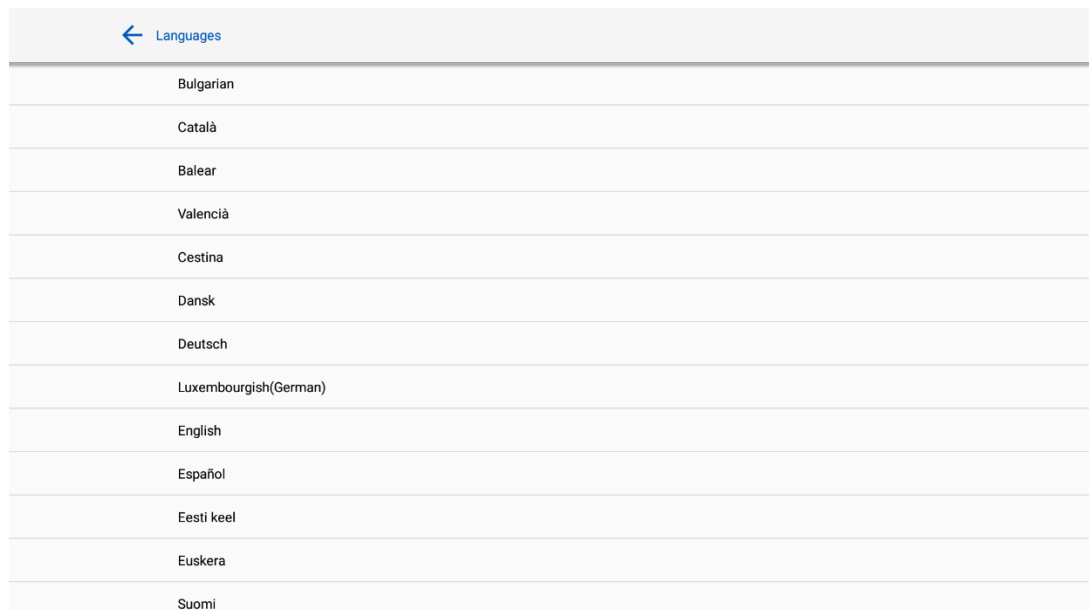 Languages
Bulgarian
Català
Balear
Valencià
Cestina
Dansk
Deutsch
Luxembourgish(German)
English
Español
Eesti keel
Euskera
Suomi